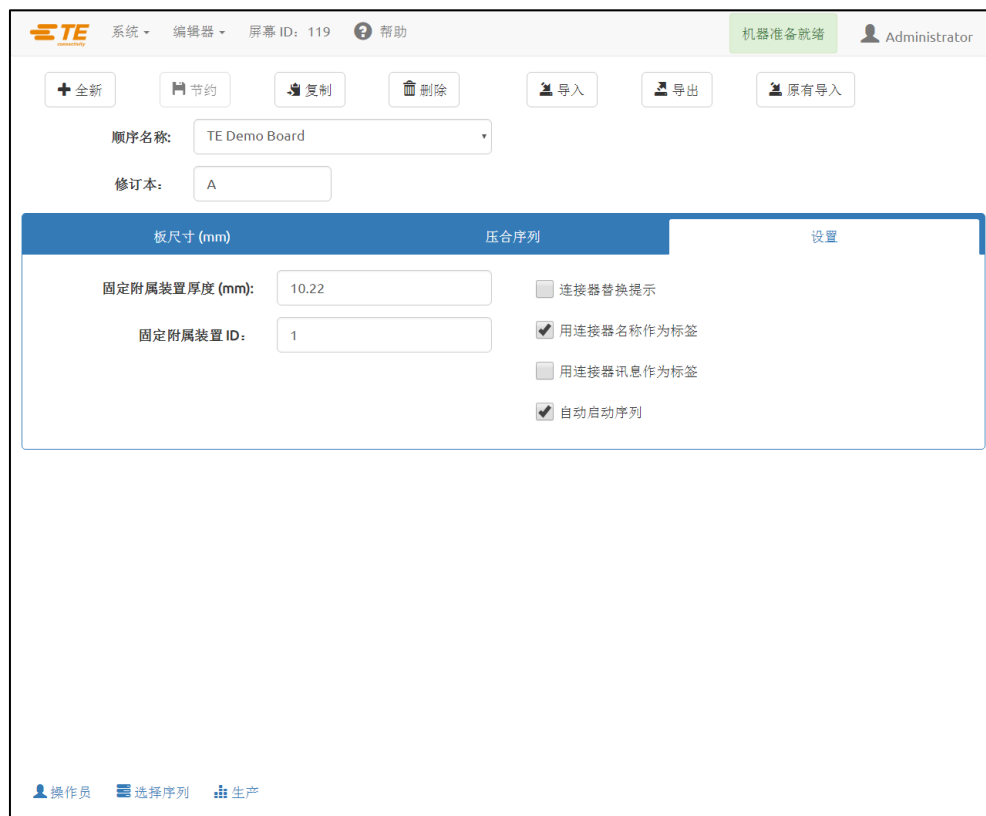 TE connectivity 系统 编辑器 屏幕 ID：119 帮助 机器准备就绪 Administrator
全新 节约 复制 删除 导入 导出 原有导入
顺序名称: TE Demo Board
修订本： A
板尺寸 (mm) 压合序列 设置
固定附属装置厚度 (mm): 10.22 连接器替换提示
固定附属装置 ID： 1 用连接器名称作为标签
用连接器讯息作为标签
自动启动序列
操作员 选择序列 生产